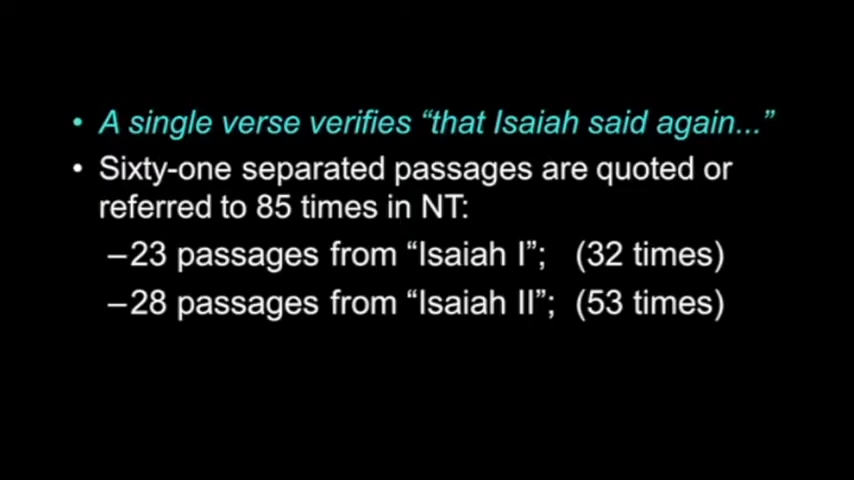 • A single verse verifies “that Isaiah said again...”
• Sixty-one separated passages are quoted or
referred to 85 times in NT:
–23 passages from “Isaiah I”; (32 times)
–28 passages from “Isaiah II”; (53 times)